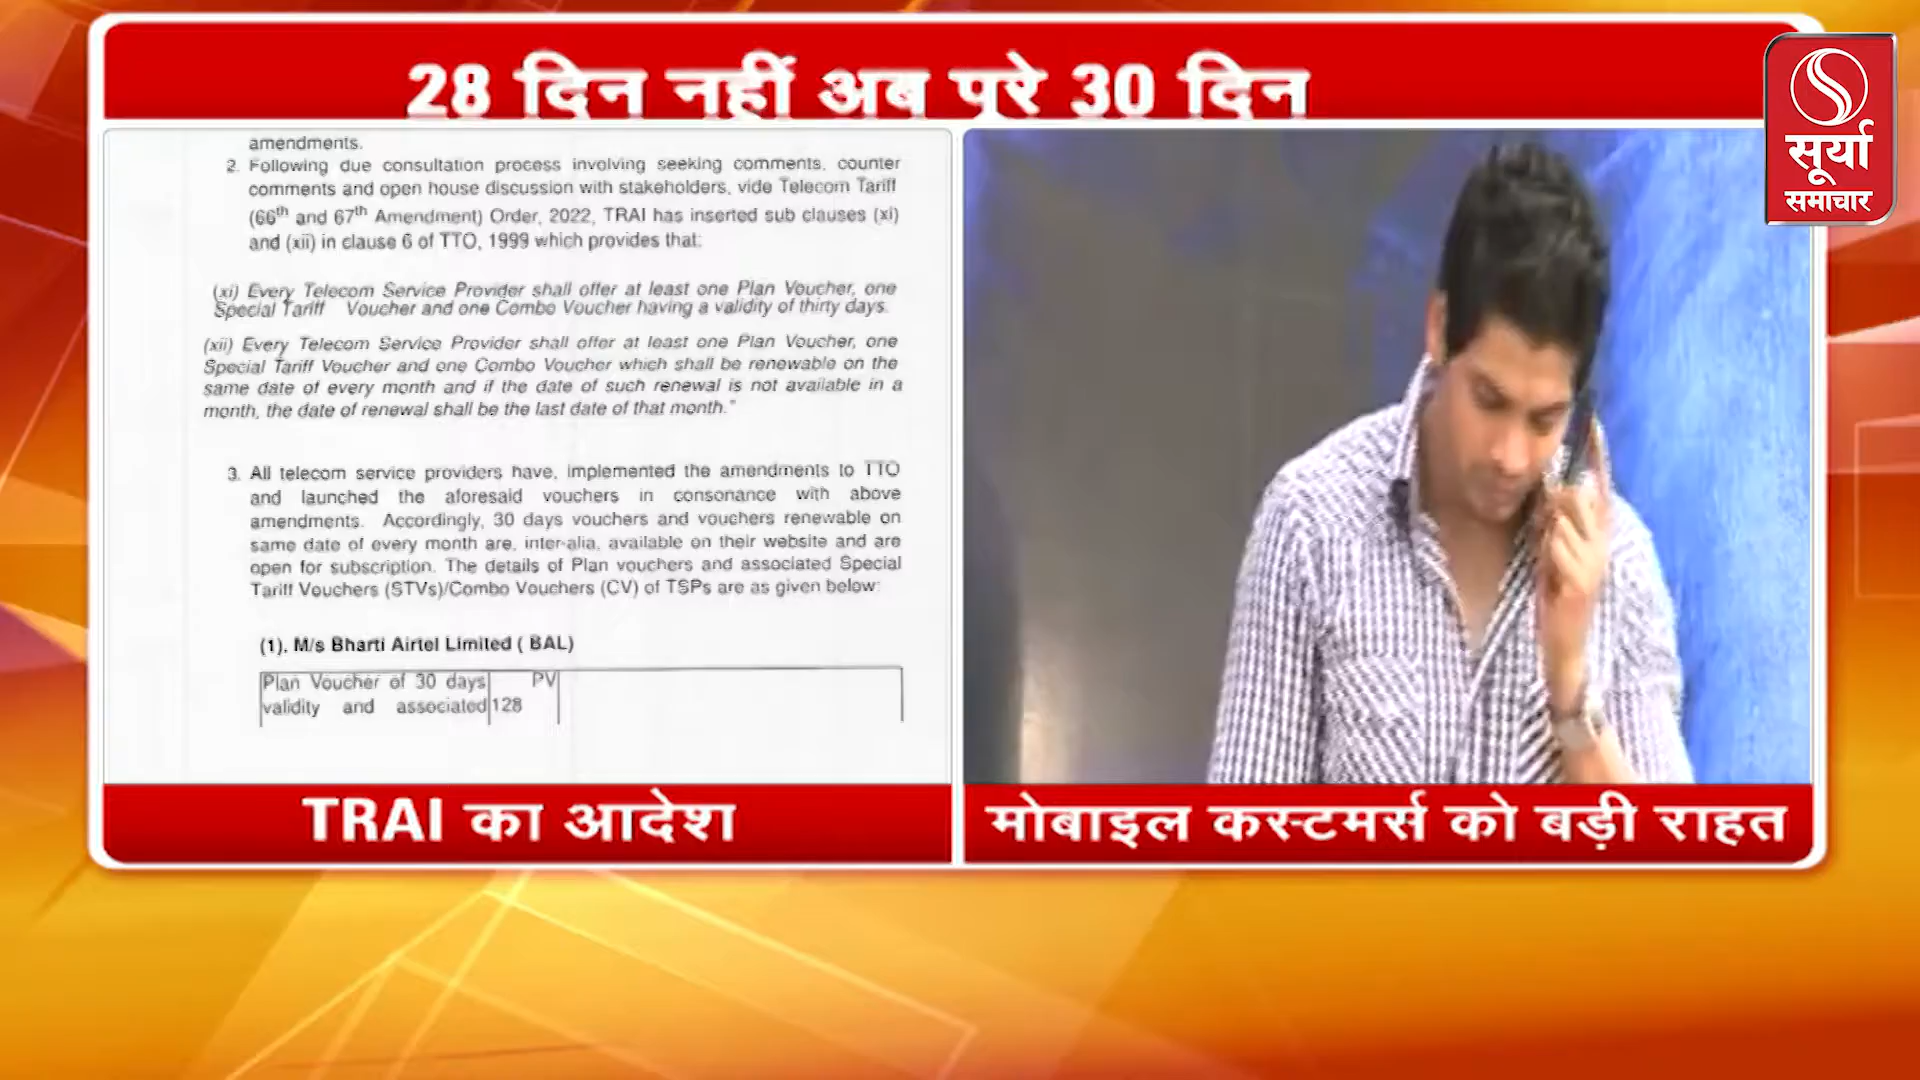 28 दिन नहीं अब पूरे 30 दिन
सूर्या
समाचार
amendments.
2. Following due consultation process involving seeking comments, counter
comments and open house discussion with stakeholders, vide Telecom Tariff
(66th and 67th Amendment) Order, 2022, TRAI has inserted sub clauses (xi)
and (xii) in clause 6 of TTO, 1999 which provides that:
(xi) Every Telecom Service Provider shall offer at least one Plan Voucher, one
Special Tariff Voucher and one Combo Voucher having a validity of thirty days.
(xii) Every Telecom Service Provider shall offer at least one Plan Voucher, one
Special Tariff Voucher and one Combo Voucher which shall be renewable on the
same date of every month and if the date of such renewal is not available in a
month, the date of renewal shall be the last date of that month."
3. All telecom service providers have, implemented the amendments to TTO
and launched the aforesaid vouchers in consonance with above
amendments. Accordingly, 30 days vouchers and vouchers renewable on
same date of every month are, inter-alia, available on their website and are
open for subscription. The details of Plan vouchers and associated Special
Tariff Vouchers (STVs)/Combo Vouchers (CV) of TSPs are as given below:
(1). M/s Bharti Airtel Limited ( BAL)
Plan Voucher of 30 days PV
validity and associated 128
TRAI का आदेश
मोबाइल कस्टमर्स को बड़ी राहत